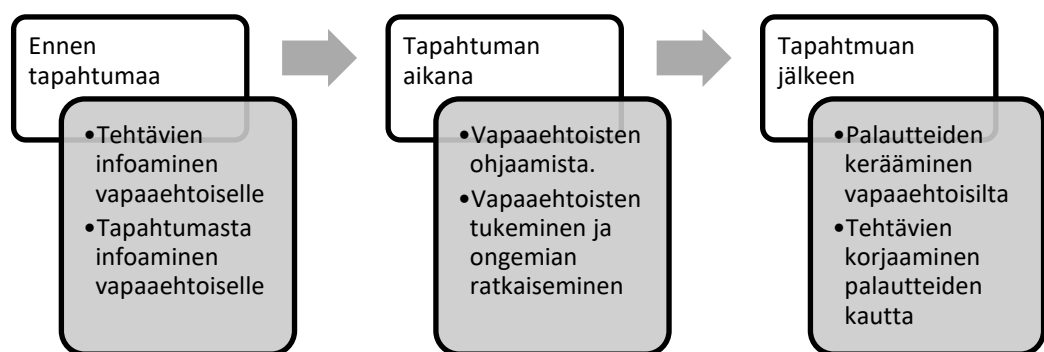 Ennen
tapahtumaa
•Tehtävien
infoaminen
vapaaehtoiselle
•Tapahtumasta
infoaminen
vapaaehtoiselle
Tapahtuman
aikana
•Vapaaehtoisten
ohjaamista.
•Vapaaehtoisten
tukeminen ja
ongemian
ratkaiseminen
Tapahtmuan
jälkeen
•Palautteiden
kerääminen
vapaaehtoisilta
•Tehtävien
korjaaminen
palautteiden
kautta